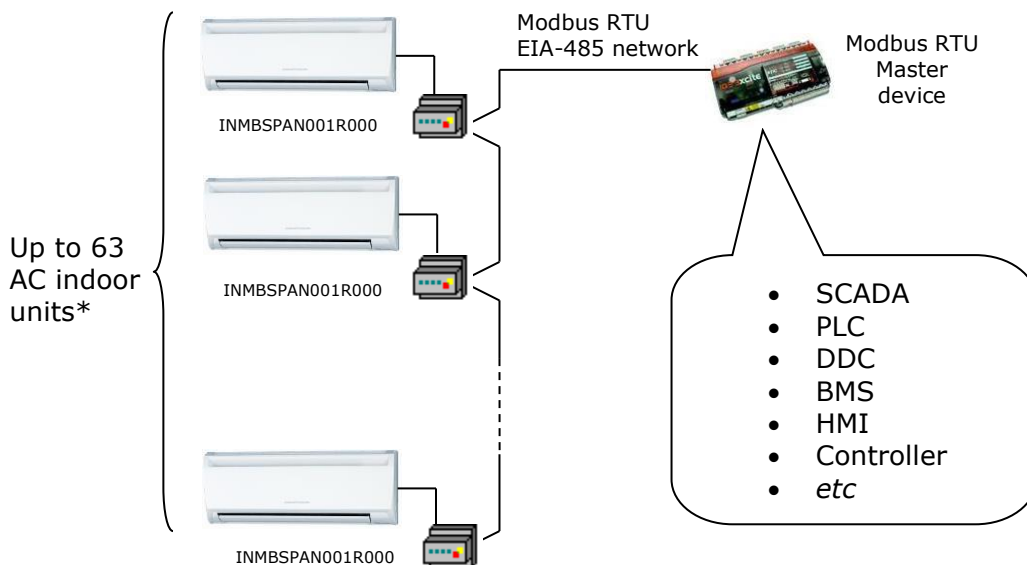 Modbus RTU
EIA-485 network
Modbus RTU
Master
device
INMBSPAN001R000
Up to 63
AC indoor
units*
INMBSPAN001R000
• SCADA
• PLC
• DDC
• BMS
• HMI
• Controller
• etc
INMBSPAN001R000